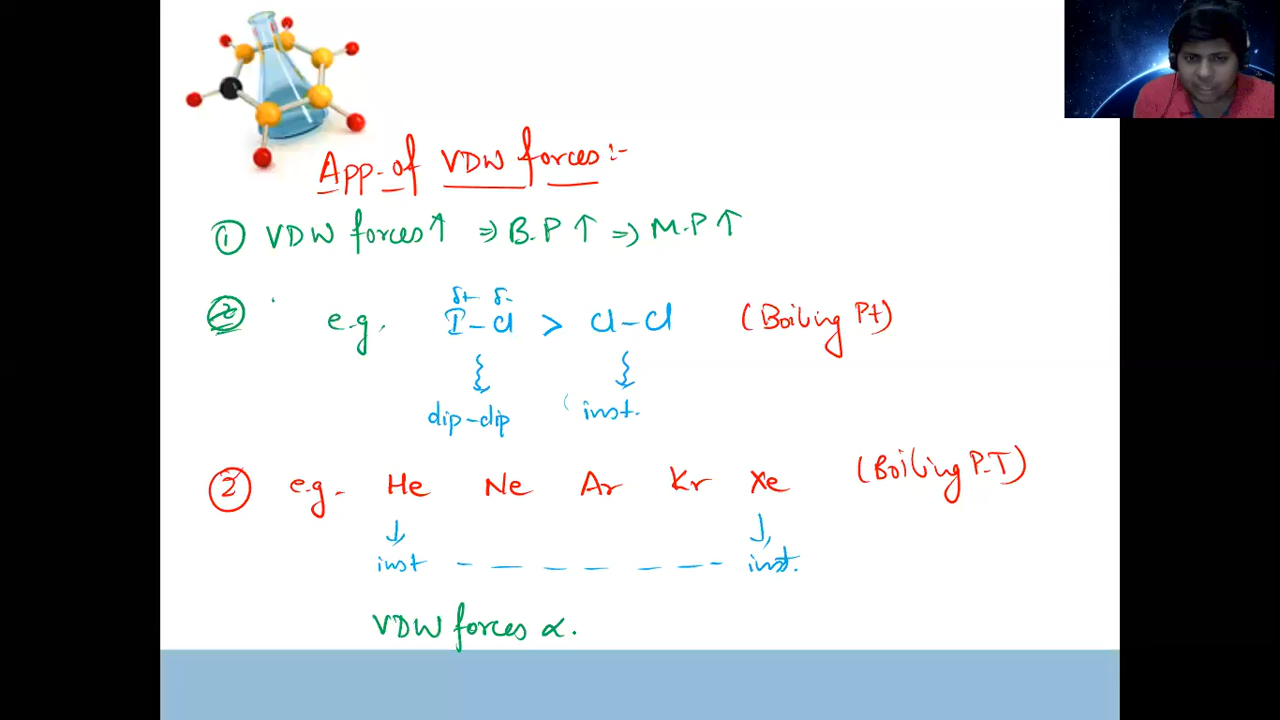 App. of VDW forces :-
① VDW forces ↑ ⇒ B.P ↑ ⇒ M.P ↑
② e.g. I-Cl > Cl-Cl (Boiling Pt)
δ+ δ-
dip-dip inst.
② e.g. He Ne Ar Kr Xe (Boiling P.T)
inst - - - - - - - inst.
VDW forces ∝.